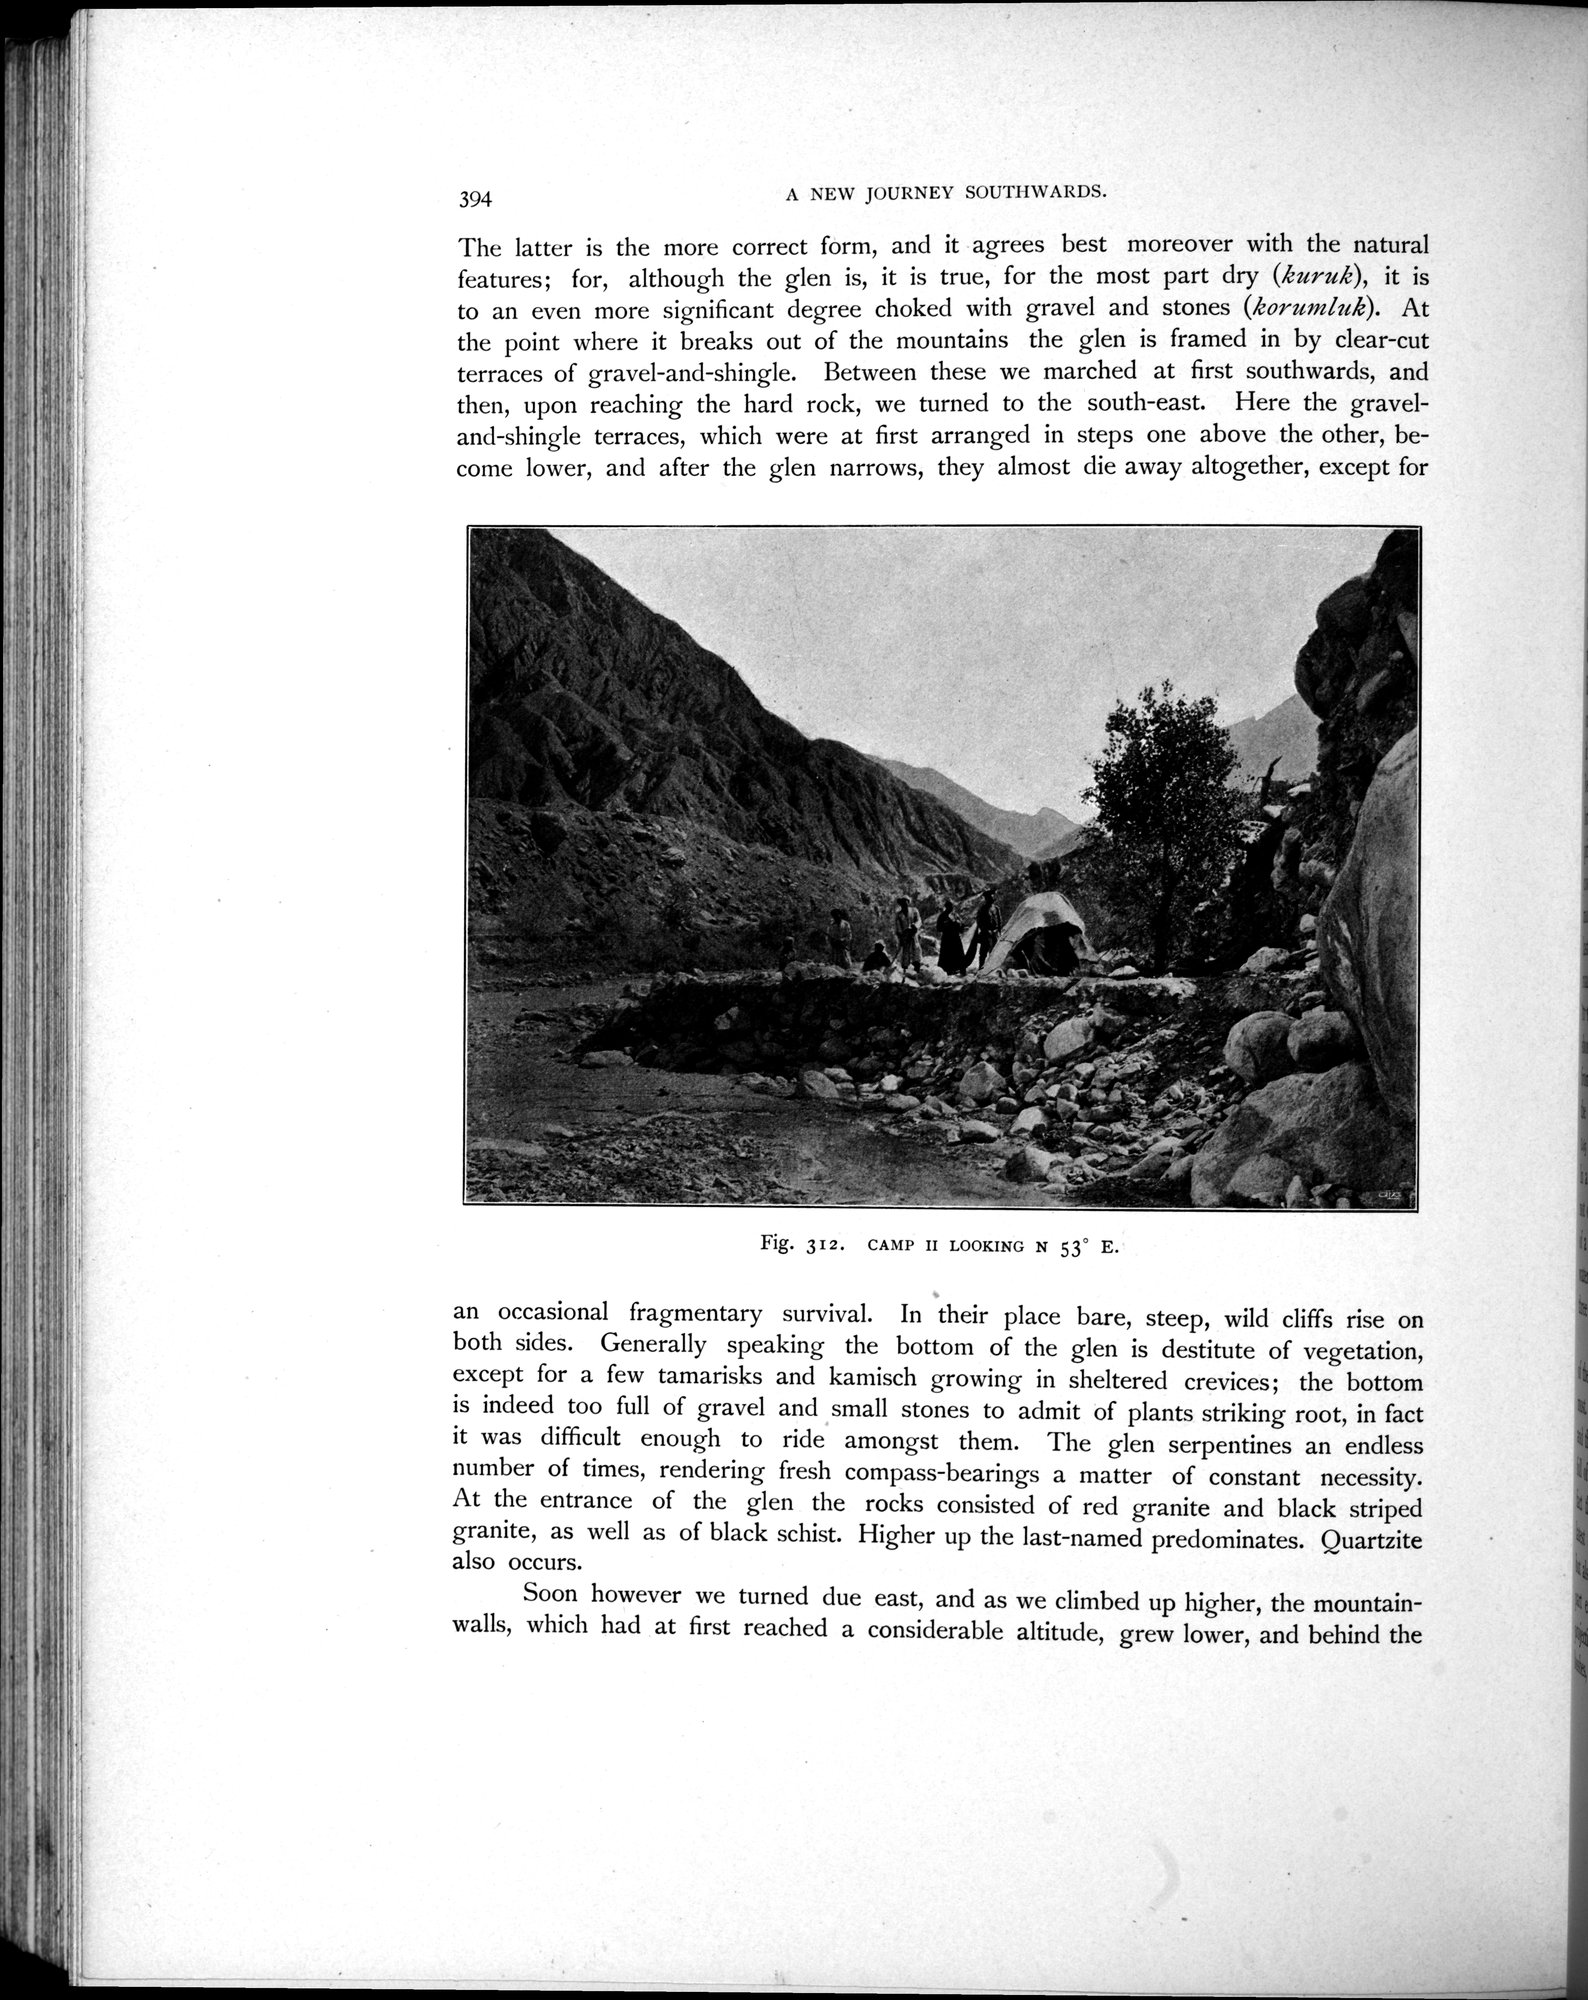 394
A NEW JOURNEY SOUTHWARDS.
The latter is the more correct form, and it agrees best moreover with the natural
features; for, although the glen is, it is true, for the most part dry (kuruk), it is
to an even more significant degree choked with gravel and stones (korumluk). At
the point where it breaks out of the mountains the glen is framed in by clear-cut
terraces of gravel-and-shingle. Between these we marched at first southwards, and
then, upon reaching the hard rock, we turned to the south-east. Here the gravel-
and-shingle terraces, which were at first arranged in steps one above the other, be-
come lower, and after the glen narrows, they almost die away altogether, except for
Fig. 312. CAMP II LOOKING N 53° E.
an occasional fragmentary survival. In their place bare, steep, wild cliffs rise on
both sides. Generally speaking the bottom of the glen is destitute of vegetation,
except for a few tamarisks and kamisch growing in sheltered crevices; the bottom
is indeed too full of gravel and small stones to admit of plants striking root, in fact
it was difficult enough to ride amongst them. The glen serpentines an endless
number of times, rendering fresh compass-bearings a matter of constant necessity.
At the entrance of the glen the rocks consisted of red granite and black striped
granite, as well as of black schist. Higher up the last-named predominates. Quartzite
also occurs.
Soon however we turned due east, and as we climbed up higher, the mountain-
walls, which had at first reached a considerable altitude, grew lower, and behind the